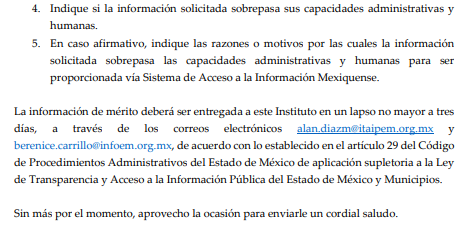 4. Indique si la información solicitada sobrepasa sus capacidades administrativas y
humanas.
5. En caso afirmativo, indique las razones o motivos por las cuales la información
solicitada sobrepasa las capacidades administrativas y humanas para ser
proporcionada vía Sistema de Acceso a la Información Mexiquense.
La información de mérito deberá ser entregada a este Instituto en un lapso no mayor a tres
días, a través de los correos electrónicos alan.diazm@itaipem.org.mx y
berenice.carrillo@infoem.org.mx, de acuerdo con lo establecido en el artículo 29 del Código
de Procedimientos Administrativos del Estado de México de aplicación supletoria a la Ley
de Transparencia y Acceso a la Información Pública del Estado de México y Municipios.
Sin más por el momento, aprovecho la ocasión para enviarle un cordial saludo.